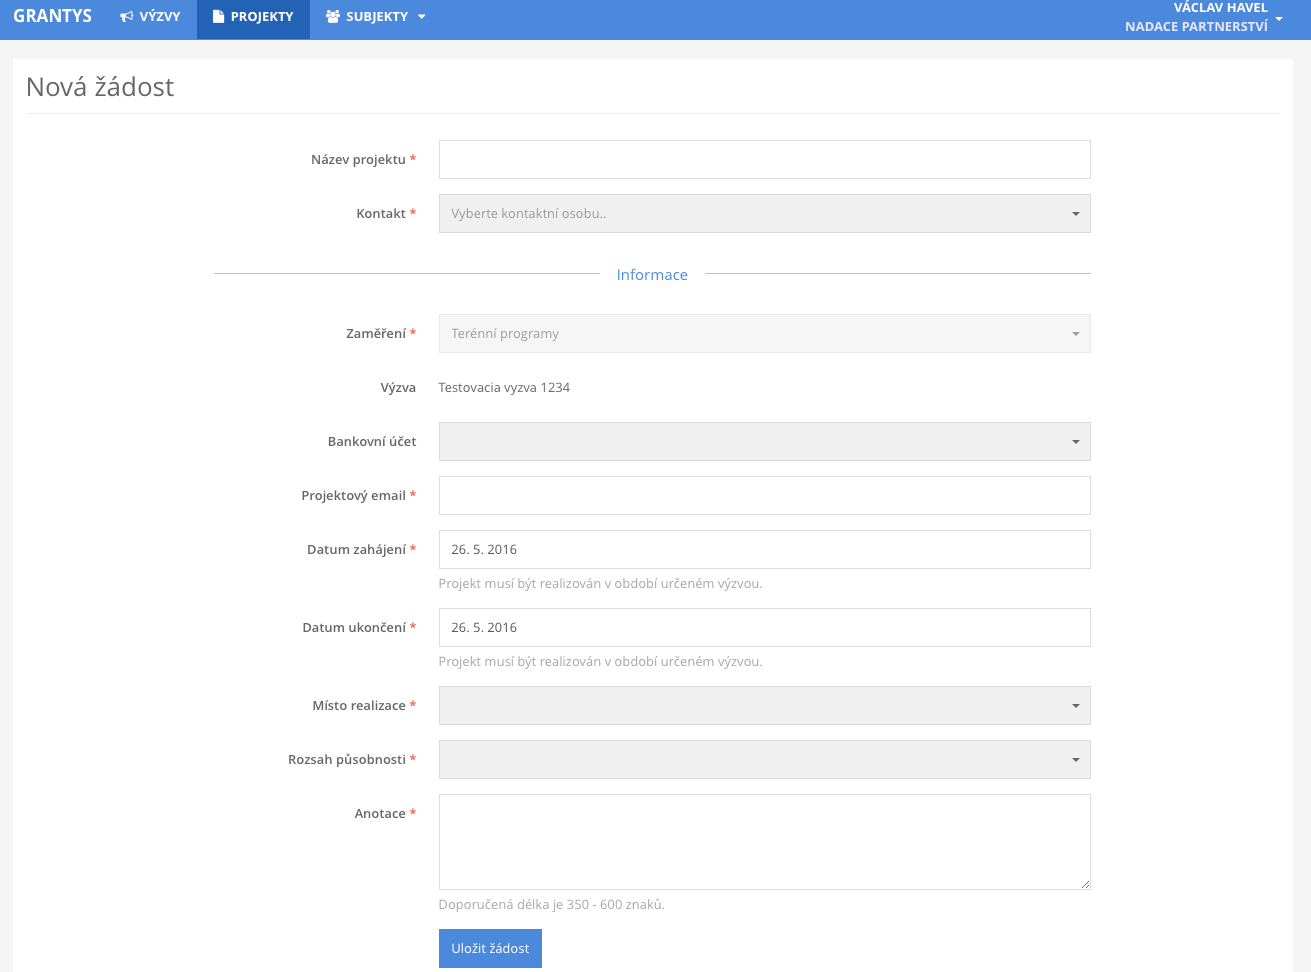 GRANTYS VÝZVY PROJEKTY SUBJEKTY VÁCLAV HAVEL
NADACE PARTNERSTVÍ
Nová žádost
Název projektu *
Kontakt * Vyberte kontaktní osobu..
Informace
Zaměření * Terénní programy
Výzva Testovacia vyzva 1234
Bankovní účet
Projektový email *
Datum zahájení * 26. 5. 2016
Projekt musí být realizován v období určeném výzvou.
Datum ukončení * 26. 5. 2016
Projekt musí být realizován v období určeném výzvou.
Místo realizace *
Rozsah působnosti *
Anotace *
Doporučená délka je 350 - 600 znaků.
Uložit žádost